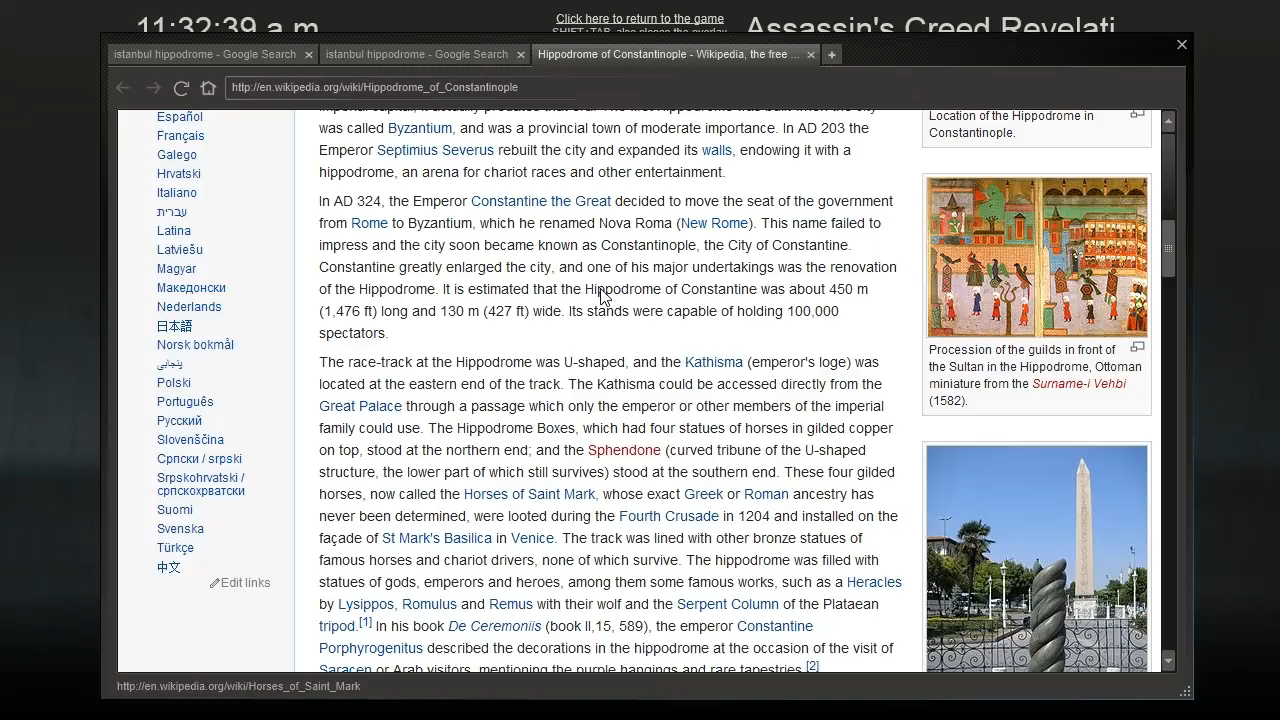 11:32:39 a.m
Click here to return to the game
Assassin's Creed Revelati
SHIFT+TAB also closes the overlay
istanbul hippodrome - Google Search
istanbul hippodrome - Google Search
Hippodrome of Constantinople - Wikipedia, the free ...
http://en.wikipedia.org/wiki/Hippodrome_of_Constantinople
Español
Français
Galego
Hrvatski
Italiano
עברית
Latina
Latviešu
Magyar
Македонски
Nederlands
日本語
Norsk bokmål
پنجابی
Polski
Português
Русский
Slovenščina
Српски / srpski
Srpskohrvatski /
српскохрватски
Suomi
Svenska
Türkçe
中文
Edit links
was called Byzantium, and was a provincial town of moderate importance. In AD 203 the
Emperor Septimius Severus rebuilt the city and expanded its walls, endowing it with a
hippodrome, an arena for chariot races and other entertainment.
In AD 324, the Emperor Constantine the Great decided to move the seat of the government
from Rome to Byzantium, which he renamed Nova Roma (New Rome). This name failed to
impress and the city soon became known as Constantinople, the City of Constantine.
Constantine greatly enlarged the city, and one of his major undertakings was the renovation
of the Hippodrome. It is estimated that the Hippodrome of Constantine was about 450 m
(1,476 ft) long and 130 m (427 ft) wide. Its stands were capable of holding 100,000
spectators.
The race-track at the Hippodrome was U-shaped, and the Kathisma (emperor's loge) was
located at the eastern end of the track. The Kathisma could be accessed directly from the
Great Palace through a passage which only the emperor or other members of the imperial
family could use. The Hippodrome Boxes, which had four statues of horses in gilded copper
on top, stood at the northern end; and the Sphendone (curved tribune of the U-shaped
structure, the lower part of which still survives) stood at the southern end. These four gilded
horses, now called the Horses of Saint Mark, whose exact Greek or Roman ancestry has
never been determined, were looted during the Fourth Crusade in 1204 and installed on the
façade of St Mark's Basilica in Venice. The track was lined with other bronze statues of
famous horses and chariot drivers, none of which survive. The hippodrome was filled with
statues of gods, emperors and heroes, among them some famous works, such as a Heracles
by Lysippos, Romulus and Remus with their wolf and the Serpent Column of the Plataean
tripod.[1] In his book De Ceremoniis (book II,15, 589), the emperor Constantine
Porphyrogenitus described the decorations in the hippodrome at the occasion of the visit of
Saracen or Arab visitors, mentioning the purple hangings and rare tapestries.[2]
Location of the Hippodrome in
Constantinople.
Procession of the guilds in front of
the Sultan in the Hippodrome, Ottoman
miniature from the Surname-i Vehbi
(1582).
http://en.wikipedia.org/wiki/Horses_of_Saint_Mark